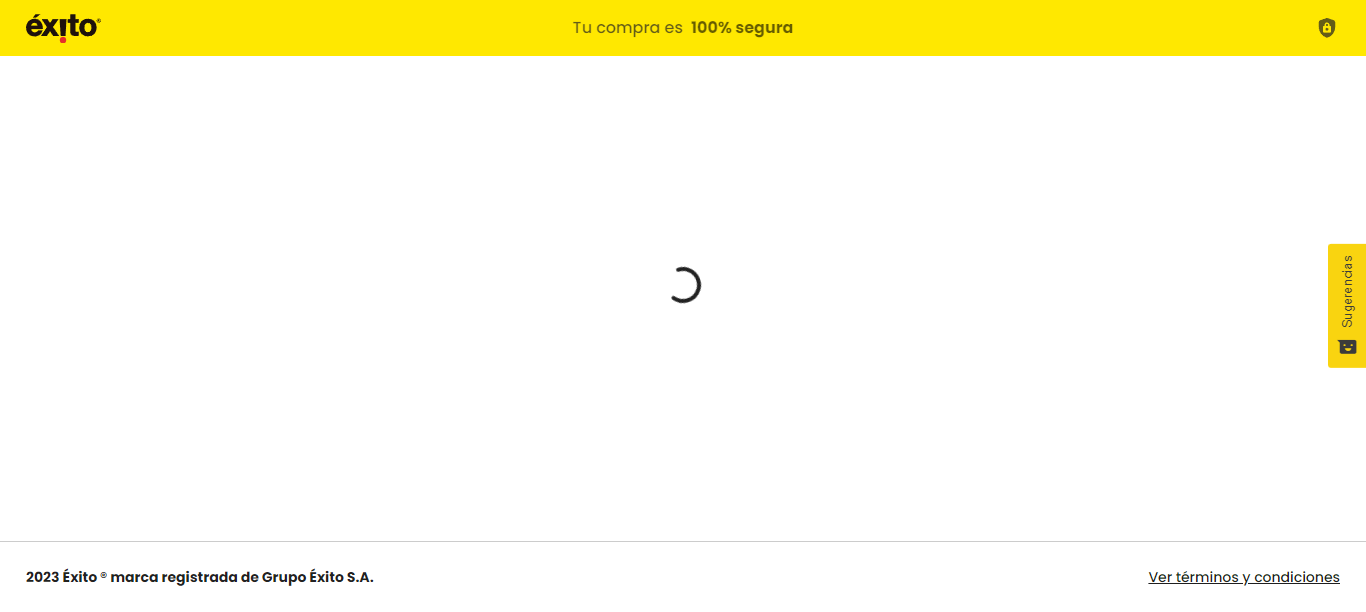 éxito®
Tu compra es 100% segura
Sugerencias
2023 Éxito ® marca registrada de Grupo Éxito S.A.
Ver términos y condiciones